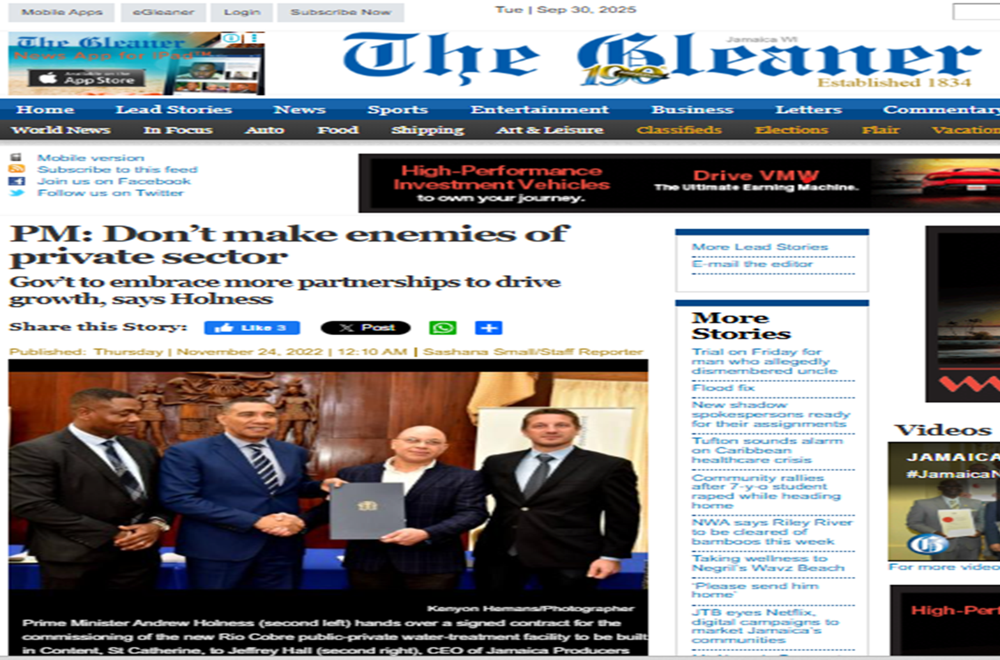 Mobile Apps
eGleaner
Login
Subscribe Now
Tue | Sep 30, 2025
The Gleaner
News App for iPad™
Available on the
App Store
Jamaica WI
The Gleaner
Established 1834
Home Lead Stories News Sports Entertainment Business Letters Commentary
World News In Focus Auto Food Shipping Art & Leisure Classifieds Elections Flair Vacation
Mobile version
Subscribe to this feed
Join us on Facebook
Follow us on Twitter
High-Performance
Investment Vehicles
to own your journey.
Drive VMW
The Ultimate Earning Machine.
PM: Don’t make enemies of
private sector
Gov’t to embrace more partnerships to drive
growth, says Holness
Share this Story:
Like 3
Post
Published: Thursday | November 24, 2022 | 12:10 AM | Sashana Small/Staff Reporter
Kenyon Hemans/Photographer
Prime Minister Andrew Holness (second left) hands over a signed contract for the
commissioning of the new Rio Cobre public-private water-treatment facility to be built
in Content, St Catherine, to Jeffrey Hall (second right), CEO of Jamaica Producers
More Lead Stories
E-mail the editor
More
Stories
Trial on Friday for
man who allegedly
dismembered uncle
Flood fix
New shadow
spokespersons ready
for their assignments
Tufton sounds alarm
on Caribbean
healthcare crisis
Community rallies
after 7-y-o student
raped while heading
home
NWA says Riley River
to be cleared of
bamboos this week
Taking wellness to
Negril's Wavz Beach
'Please send him
home'
JTB eyes Netflix,
digital campaigns to
market Jamaica's
communities
Videos
JAMAICA
#JamaicaN
For more video
High-Perf